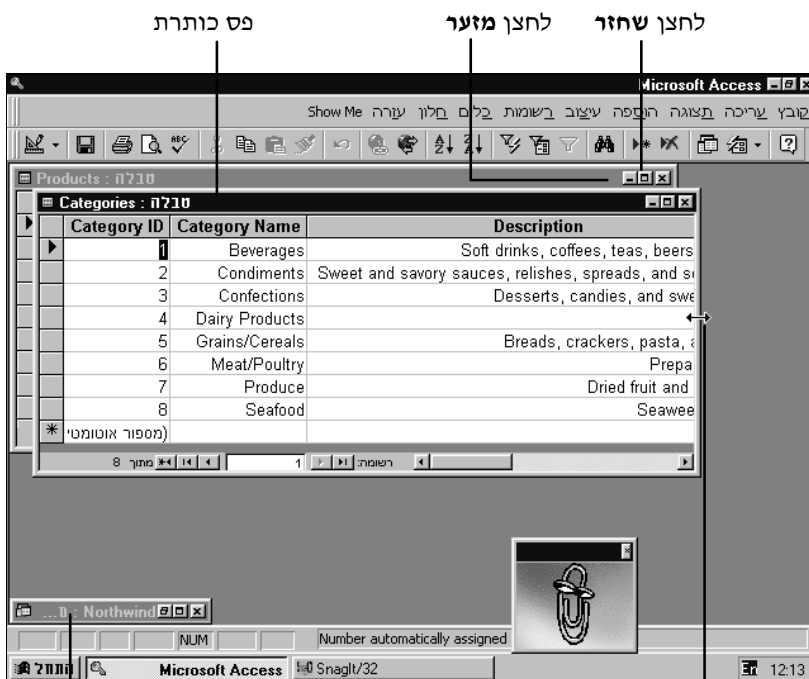 לחצן שחזר
לחצן מזער
פס כותרת
Microsoft Access
קובץ עריכה תצוגה הוספה עיצוב רשומות כלים חלון עזרה Show Me
Products : טבלה
Categories : טבלה
Category ID Category Name Description
1 Beverages Soft drinks, coffees, teas, beers
2 Condiments Sweet and savory sauces, relishes, spreads, and s
3 Confections Desserts, candies, and swe
4 Dairy Products
5 Grains/Cereals Breads, crackers, pasta, a
6 Meat/Poultry Prepa
7 Produce Dried fruit and
8 Seafood Seawee
(מספור אוטומטי
רשומה: 1 מתוך 8
Northwind : ט...
NUM Number automatically assigned
התחל Microsoft Access SnagIt/32 En 12:13